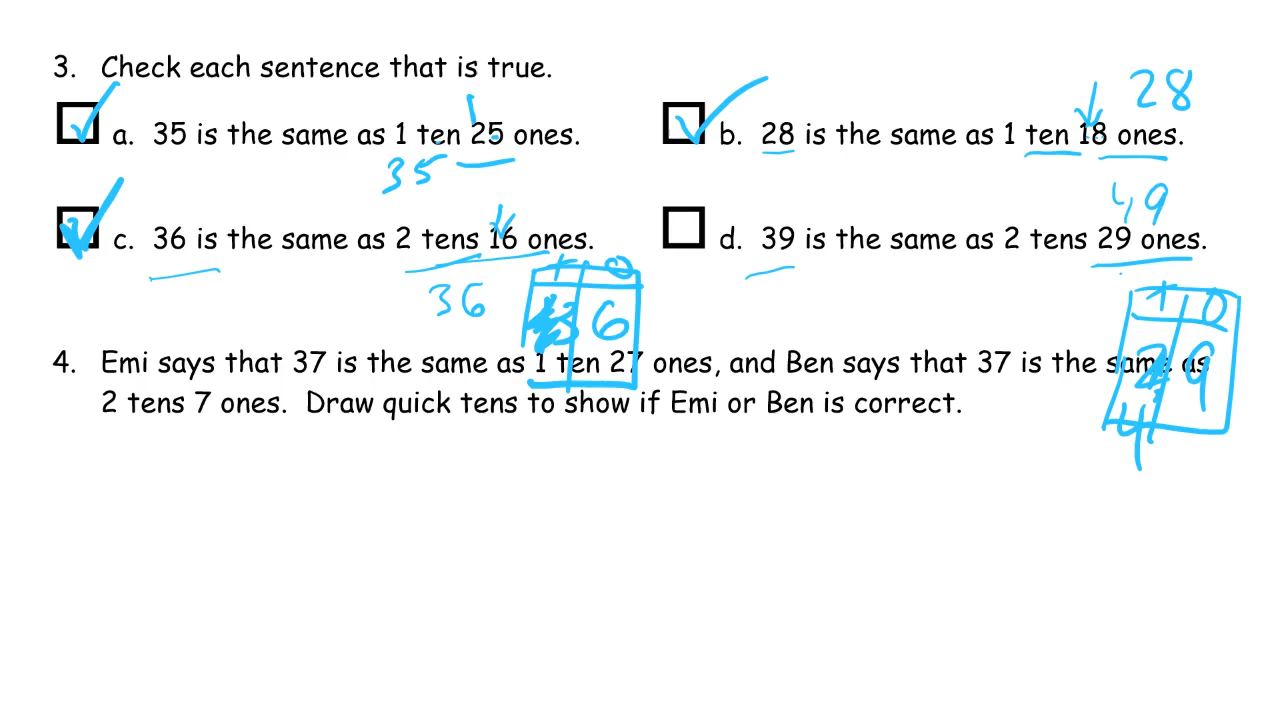 3. Check each sentence that is true.
28
a. 35 is the same as 1 ten 25 ones.
b. 28 is the same as 1 ten 18 ones.
35
49
c. 36 is the same as 2 tens 16 ones.
d. 39 is the same as 2 tens 29 ones.
36
6
9
4
4. Emi says that 37 is the same as 1 ten 27 ones, and Ben says that 37 is the same as
2 tens 7 ones. Draw quick tens to show if Emi or Ben is correct.